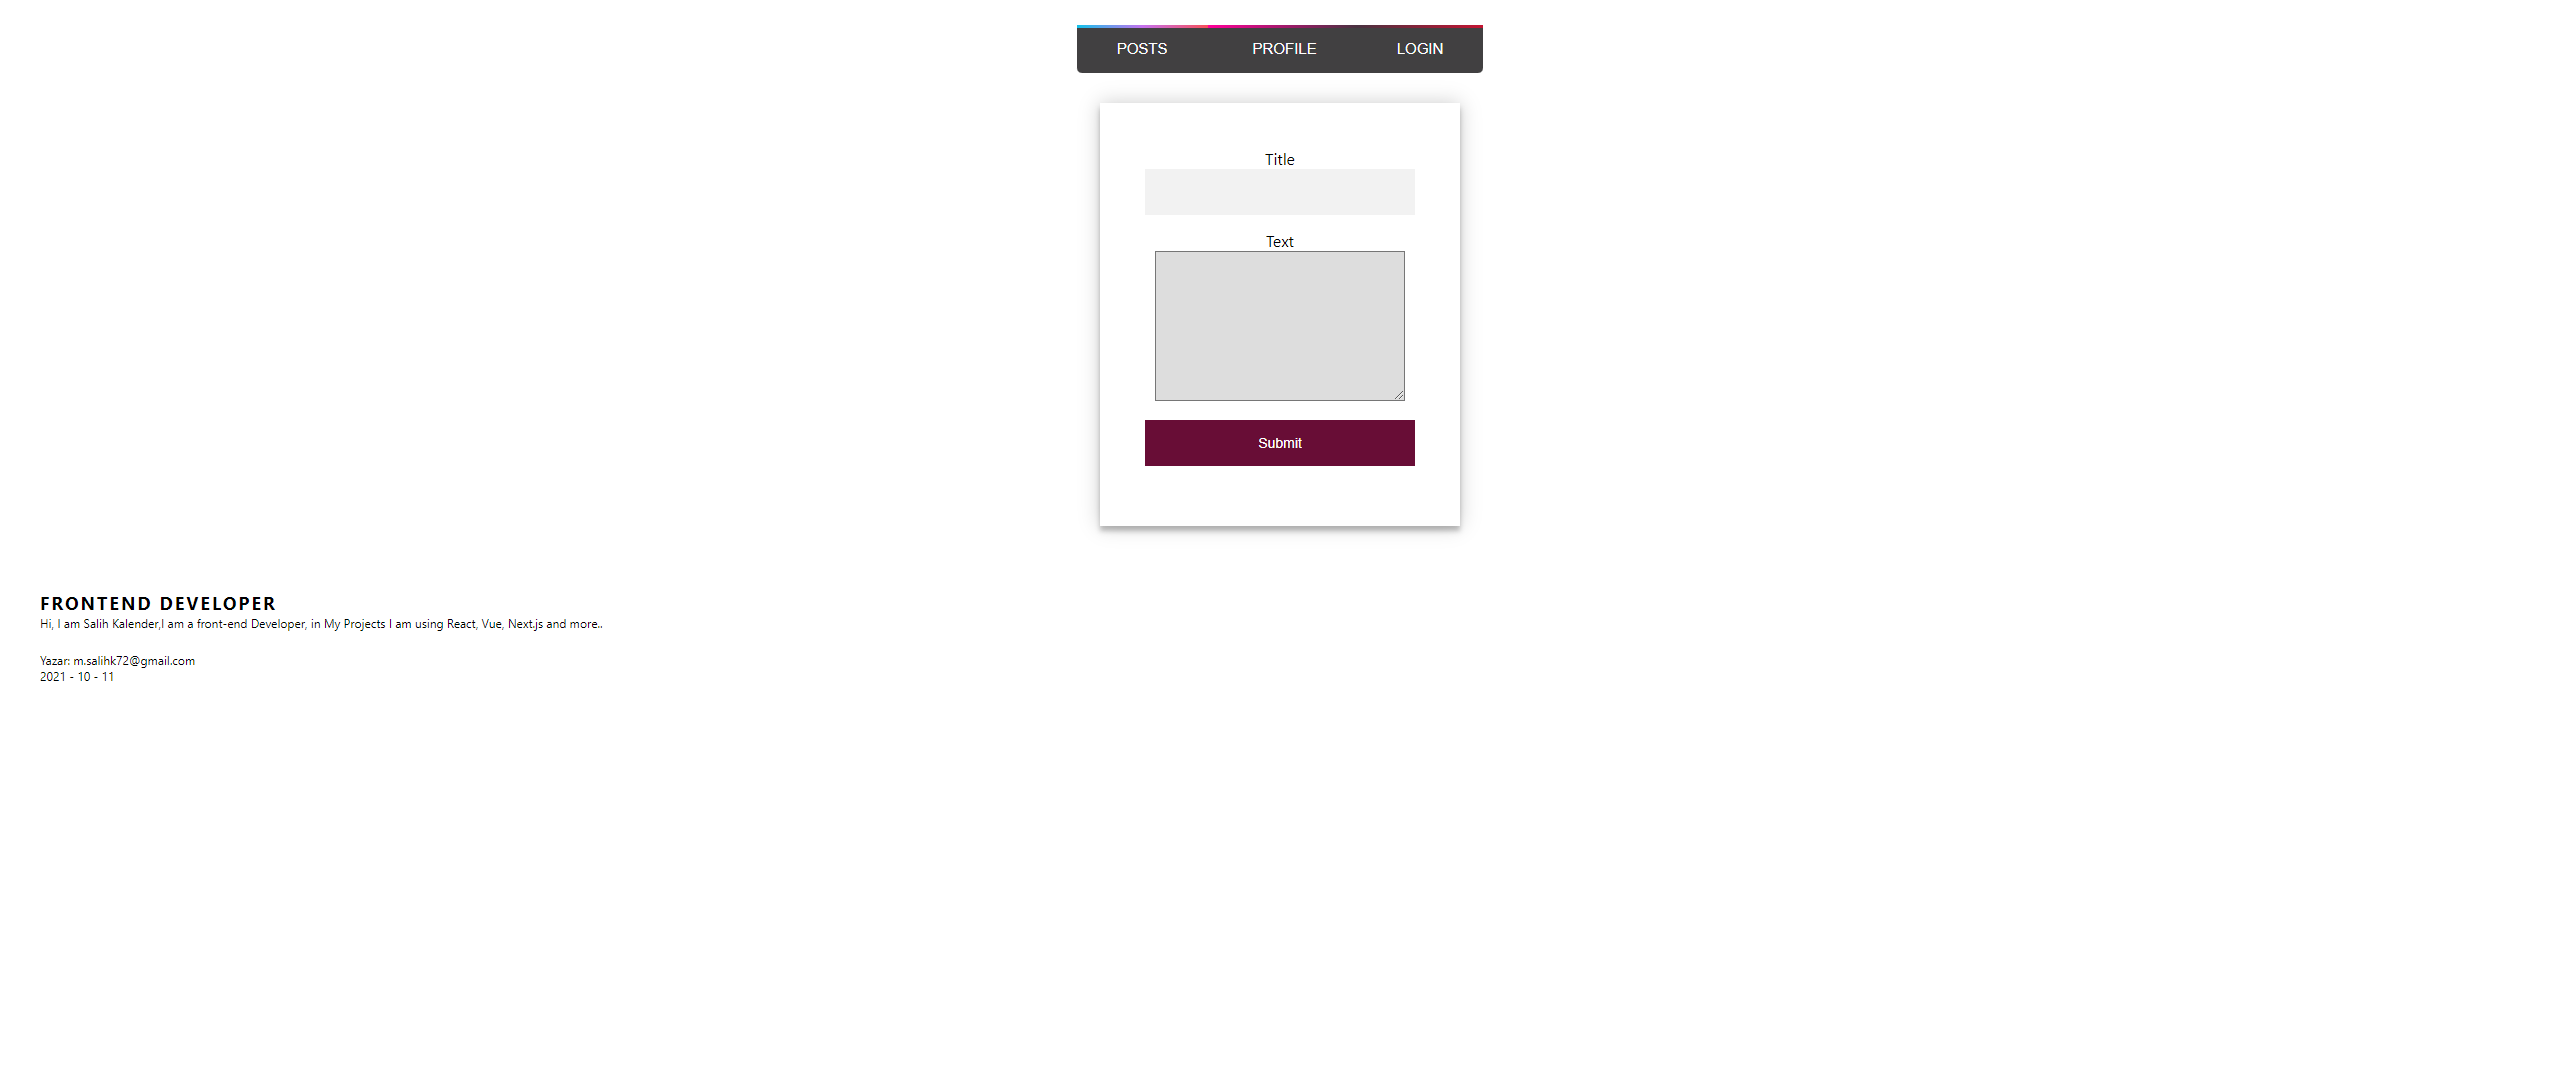 POSTS PROFILE LOGIN
Title
Text
Submit
FRONTEND DEVELOPER
Hi, I am Salih Kalender,I am a front-end Developer, in My Projects I am using React, Vue, Next.js and more..
Yazar: m.salihk72@gmail.com
2021 - 10 - 11